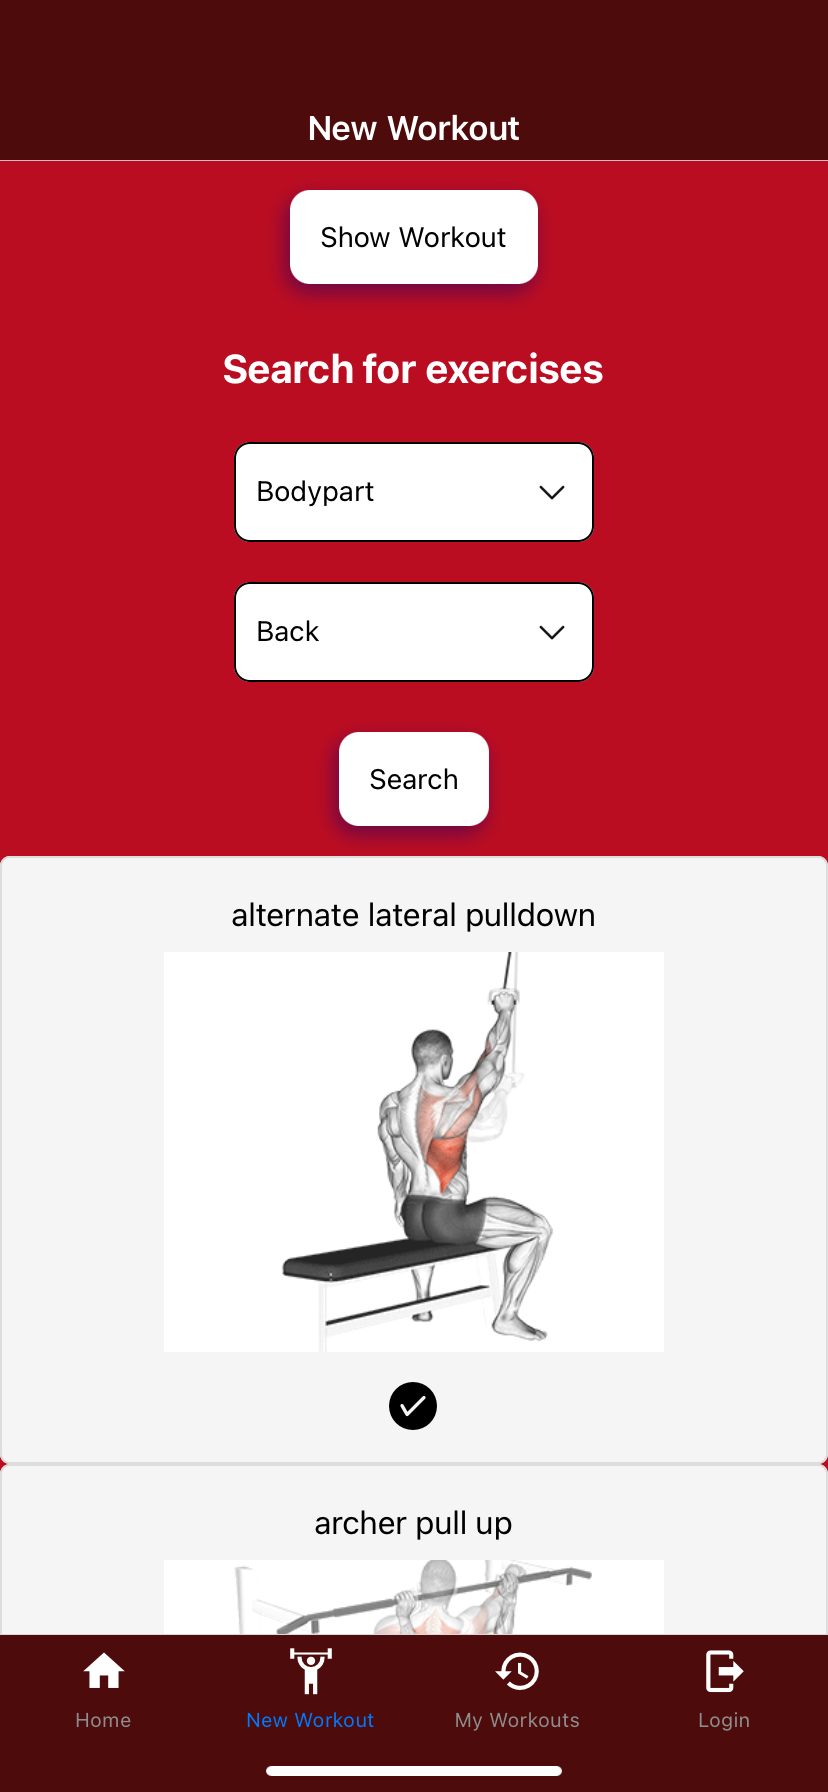 New Workout
Show Workout
Search for exercises
Bodypart
Back
Search
alternate lateral pulldown
archer pull up
Home
New Workout
My Workouts
Login